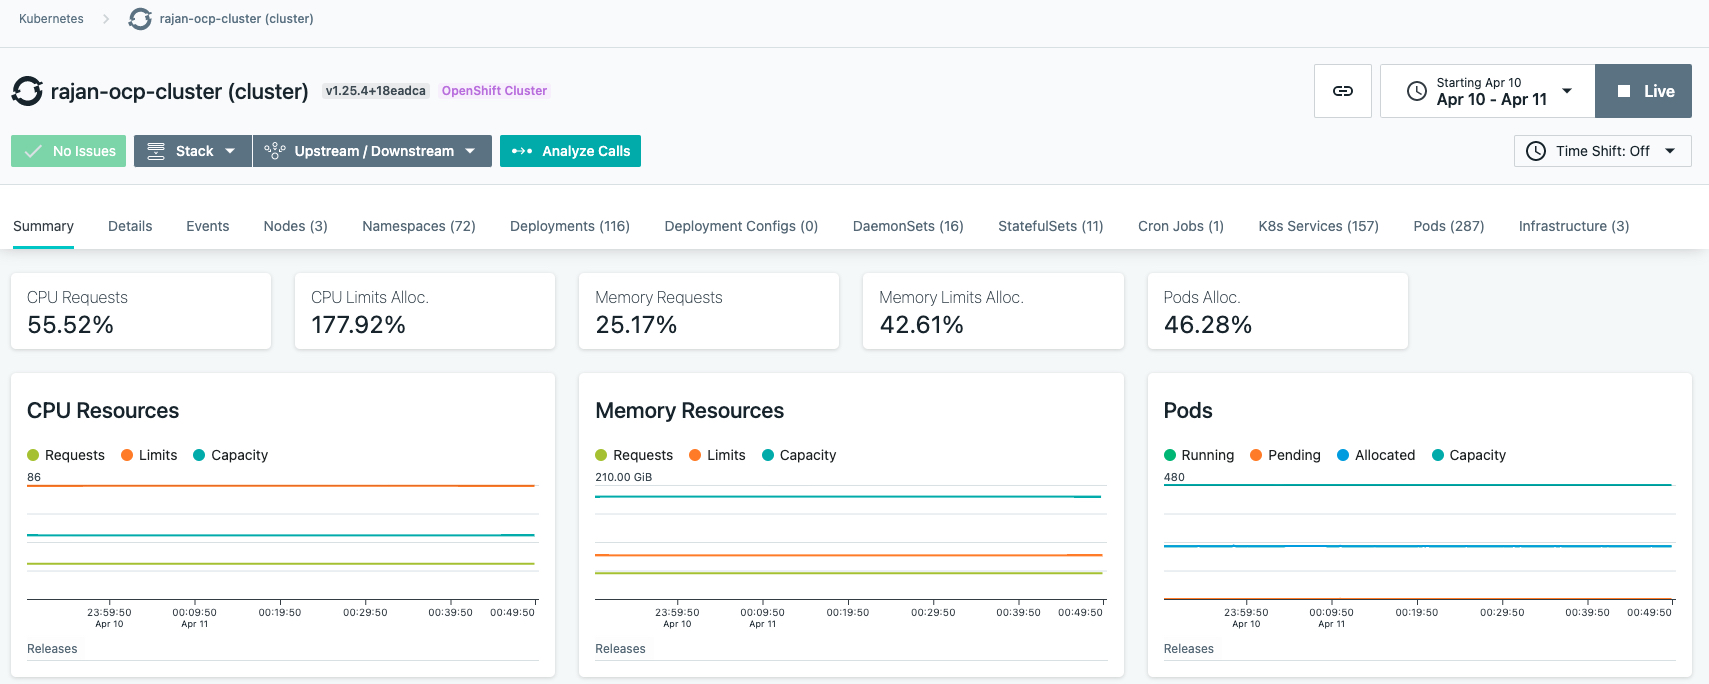 Kubernetes
rajan-ocp-cluster (cluster)
rajan-ocp-cluster (cluster)
v1.25.4+18eadca
OpenShift Cluster
Starting Apr 10
Apr 10 - Apr 11
Live
No Issues
Stack
Upstream / Downstream
Analyze Calls
Time Shift: Off
Summary
Details
Events
Nodes (3)
Namespaces (72)
Deployments (116)
Deployment Configs (0)
DaemonSets (16)
StatefulSets (11)
Cron Jobs (1)
K8s Services (157)
Pods (287)
Infrastructure (3)
CPU Requests
55.52%
CPU Limits Alloc.
177.92%
Memory Requests
25.17%
Memory Limits Alloc.
42.61%
Pods Alloc.
46.28%
CPU Resources
Requests
Limits
Capacity
86
23:59:50
Apr 10
00:09:50
Apr 11
00:19:50
00:29:50
00:39:50
00:49:50
Releases
Memory Resources
Requests
Limits
Capacity
210.00 GiB
23:59:50
Apr 10
00:09:50
Apr 11
00:19:50
00:29:50
00:39:50
00:49:50
Releases
Pods
Running
Pending
Allocated
Capacity
480
23:59:50
Apr 10
00:09:50
Apr 11
00:19:50
00:29:50
00:39:50
00:49:50
Releases